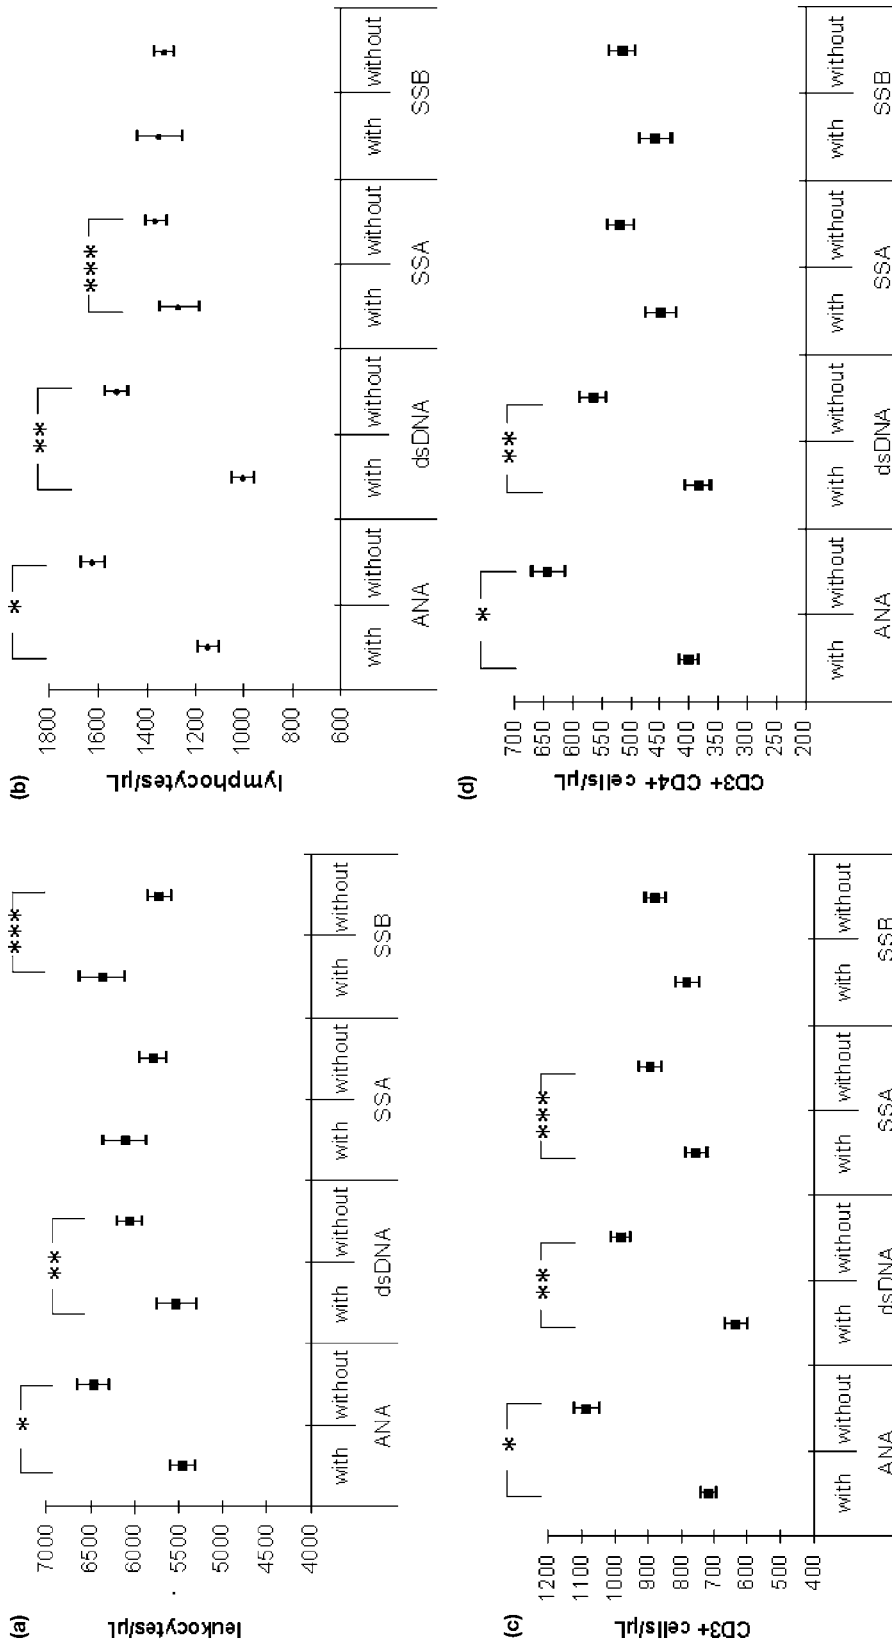 (a)
leukocytes/µL
7000
6500
6000
5500
5000
4500
4000
*
**
***
with without with without with without with without
ANA dsDNA SSA SSB
(b)
lymphocytes/µL
1800
1600
1400
1200
1000
800
600
*
**
***
with without with without with without with without
ANA dsDNA SSA SSB
(c)
CD3+ cells/µL
1200
1100
1000
900
800
700
600
500
400
*
**
***
with without with without with without with without
ANA dsDNA SSA SSB
(d)
CD3+ CD4+ cells/µL
700
650
600
550
500
450
400
350
300
250
200
*
**
with without with without with without with without
ANA dsDNA SSA SSB